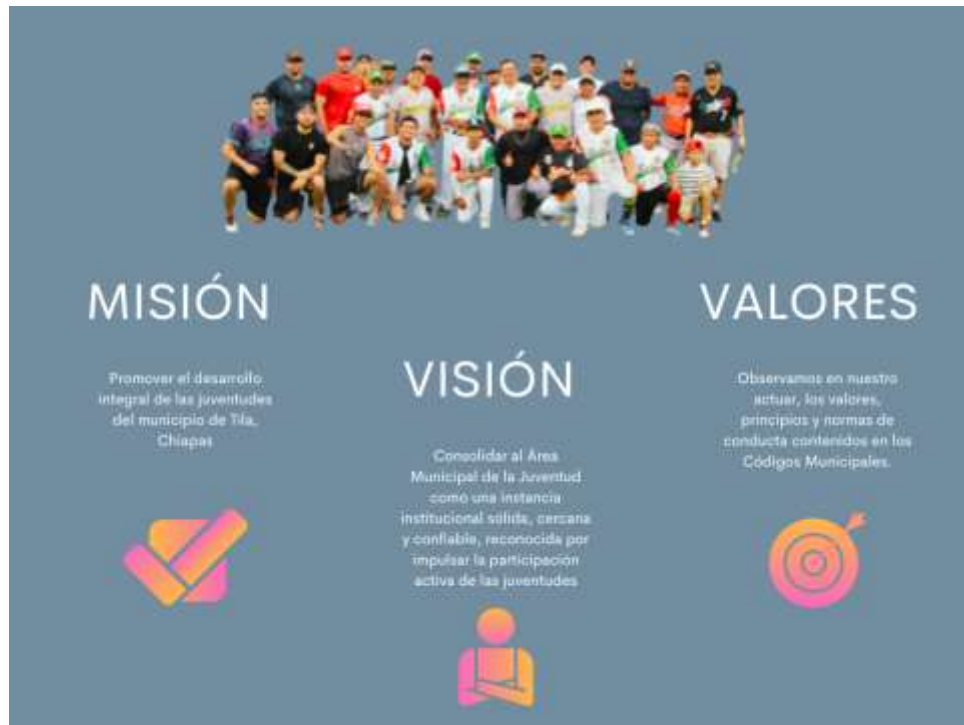 MISIÓN
Promover el desarrollo
integral de las juventudes
del municipio de Tila,
Chiapas
VISIÓN
Consolidar al Área
Municipal de la Juventud
como una instancia
institucional sólida, cercana
y confiable, reconocida por
impulsar la participación
activa de las juventudes
VALORES
Observamos en nuestro
actuar, los valores,
principios y normas de
conducta contenidos en los
Códigos Municipales.